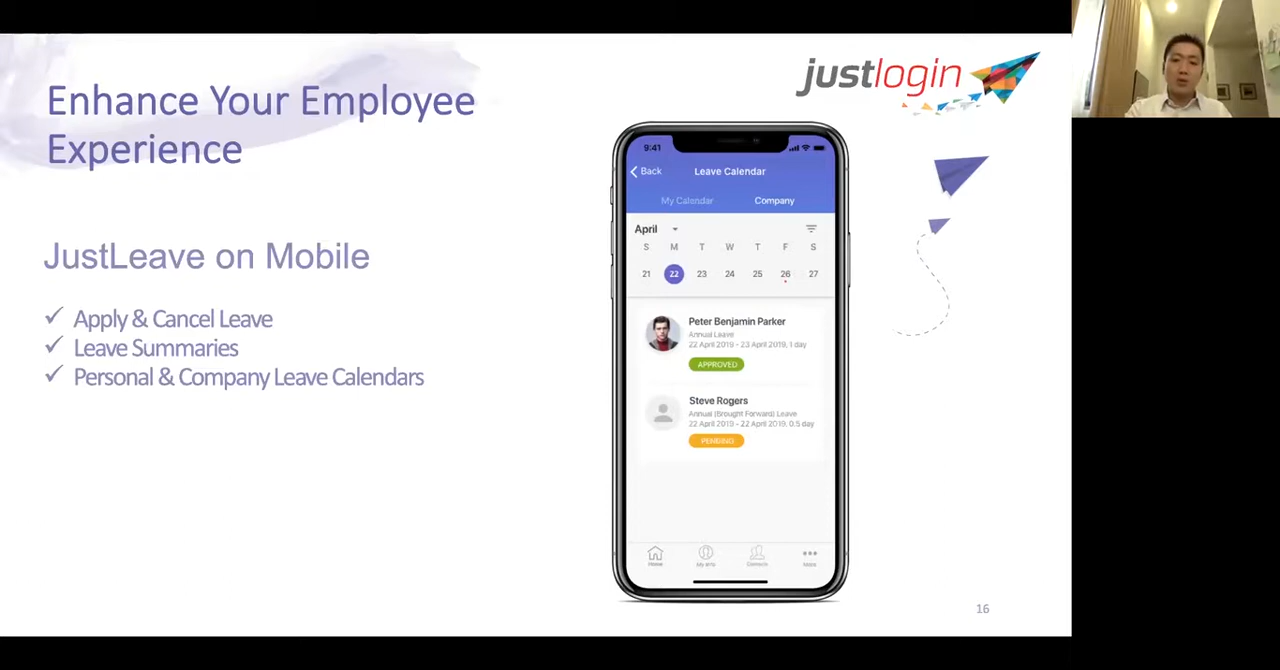 Enhance Your Employee
Experience
justlogin
JustLeave on Mobile
✓ Apply & Cancel Leave
✓ Leave Summaries
✓ Personal & Company Leave Calendars
9:41
Back
Leave Calendar
My Calendar
Company
April
S M T W T F S
21 22 23 24 25 26 27
Peter Benjamin Parker
Annual Leave
22 April 2019 - 23 April 2019, 1 day
APPROVED
Steve Rogers
Annual (Brought Forward) Leave
22 April 2019 - 22 April 2019, 0.5 day
PENDING
Home
Contacts
More
16